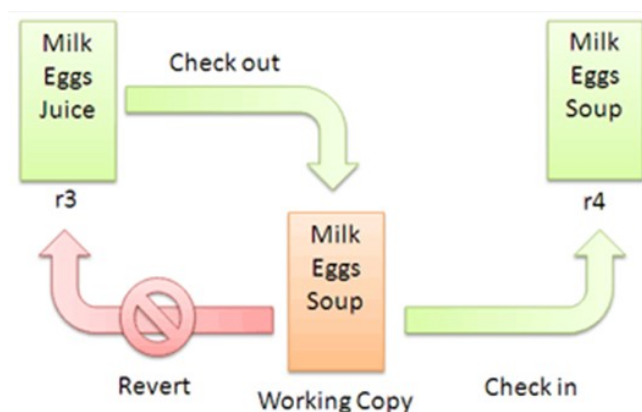 Milk
Eggs
Juice
r3
Check out
Milk
Eggs
Soup
r4
Milk
Eggs
Soup
Working Copy
Revert
Check in